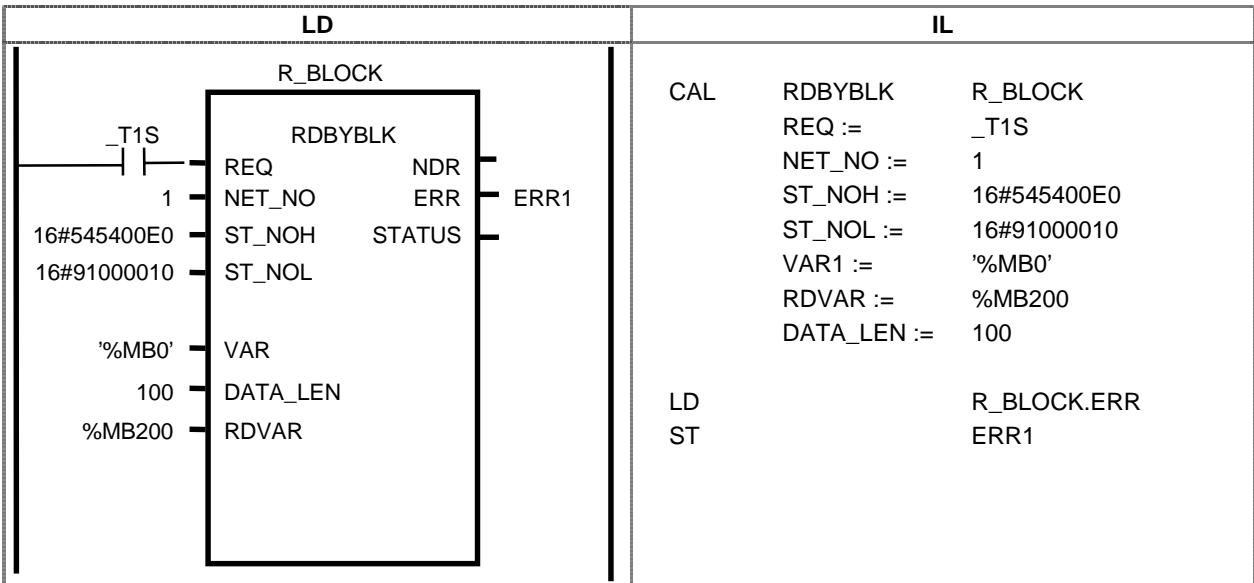 LD
IL
R_BLOCK
_T1S
RDBYBLK
REQ NDR
1 NET_NO ERR ERR1
16#545400E0 ST_NOH STATUS
16#91000010 ST_NOL
'%MB0’ VAR
100 DATA_LEN
%MB200 RDVAR
CAL RDBYBLK R_BLOCK
REQ := _T1S
NET_NO := 1
ST_NOH := 16#545400E0
ST_NOL := 16#91000010
VAR1 := '%MB0’
RDVAR := %MB200
DATA_LEN := 100
LD R_BLOCK.ERR
ST ERR1